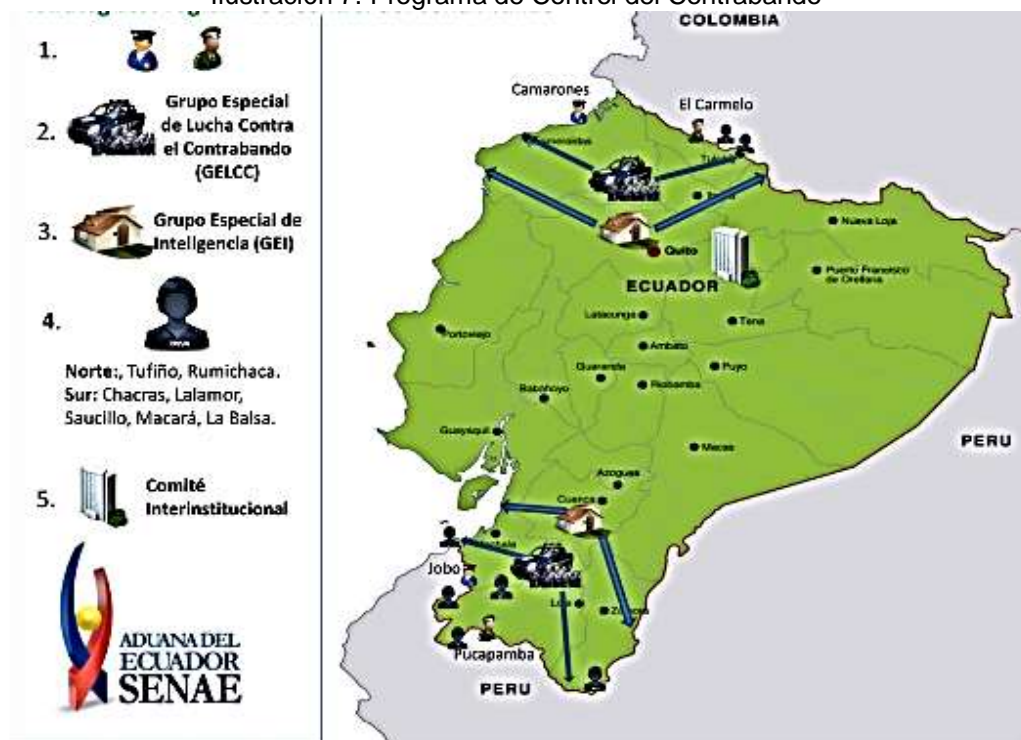 Ilustración 7. Programa de Control del Contrabando
1.
2.
Grupo Especial
de Lucha Contra
el Contrabando
(GELCC)
3.
Grupo Especial de
Inteligencia (GEI)
4.
Norte:, Tufiño, Rumichaca.
Sur: Chacras, Lalamor,
Saucillo, Macará, La Balsa.
5.
Comité
Interinstitucional
ADUANA DEL
ECUADOR
SENAE
COLOMBIA
Camarones
El Carmelo
Nueva Loja
Quito
Puerto Francisco
de Orellana
ECUADOR
Latacunga
Tena
Portoviejo
Ambato
Guaranda
Puyo
Riobamba
Babohoyo
Guayaquil
Macas
PERU
Azogues
Cuenca
Jobo
Loja
Pucapamba
PERU